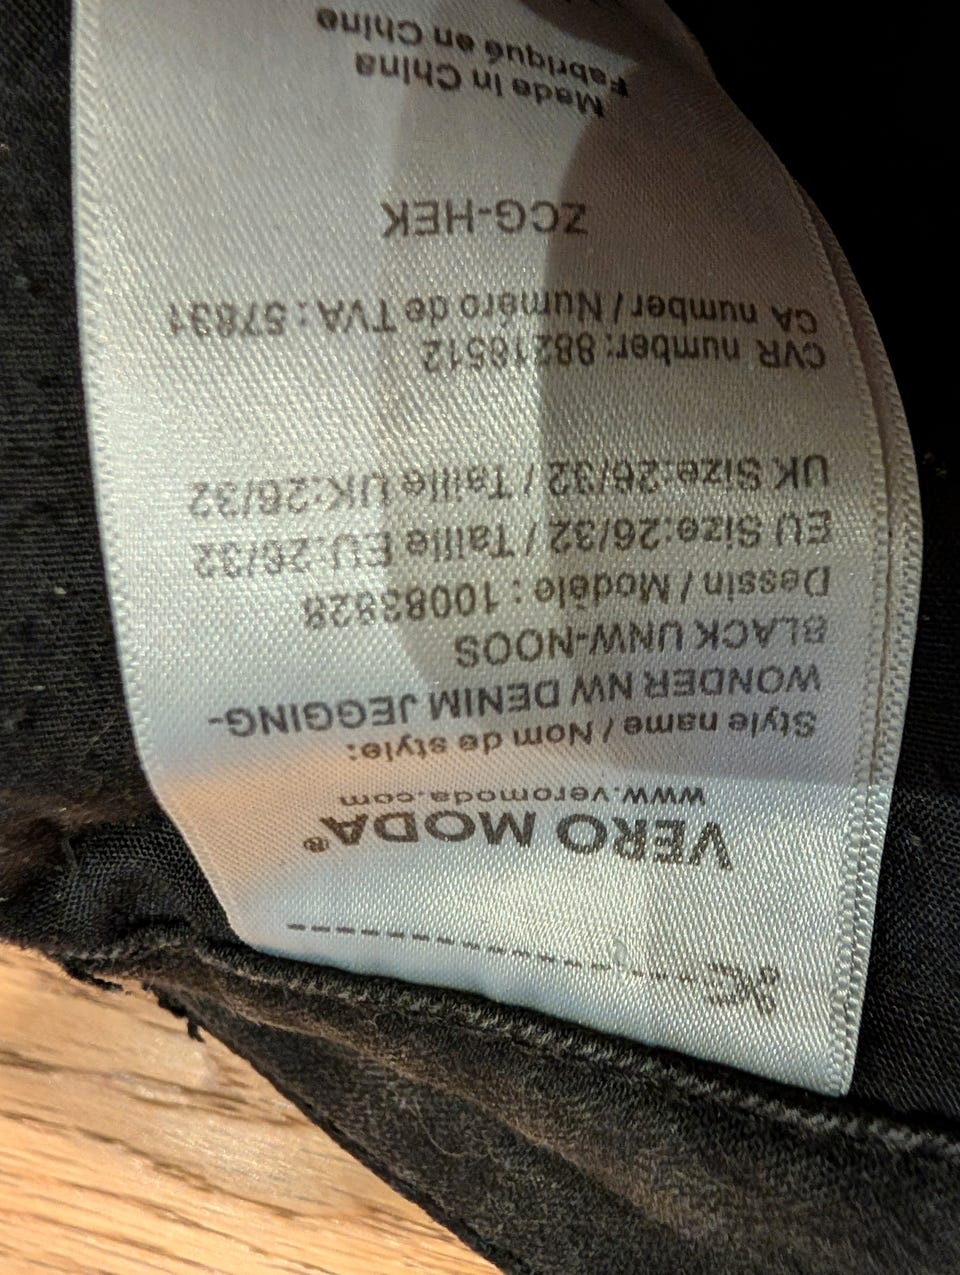 VERO MODA®
www.veromoda.com
Style name / Nom de style:
WONDER NW DENIM JEGGING-
BLACK UNW-NOOS
Dessin / Modèle : 10083828
EU Size:26/32 / Taille EU:26/32
UK Size:26/32 / Taille UK:26/32
CVR number: 88216512
CA number / Numéro de TVA : 57831
ZCG-HEK
Made in China
Fabriqué en Chine